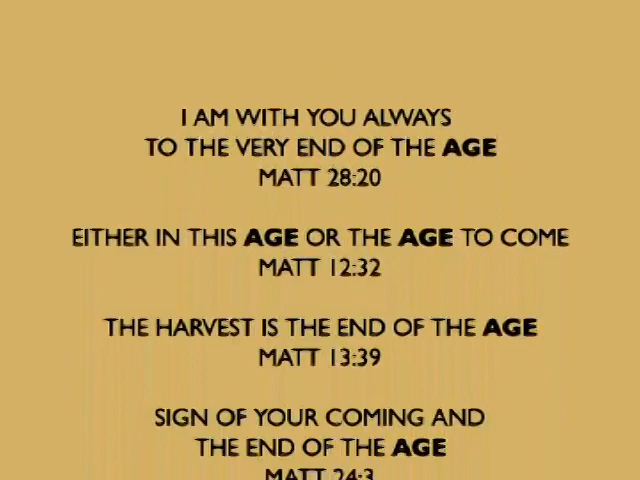 I AM WITH YOU ALWAYS
TO THE VERY END OF THE AGE
MATT 28:20
EITHER IN THIS AGE OR THE AGE TO COME
MATT 12:32
THE HARVEST IS THE END OF THE AGE
MATT 13:39
SIGN OF YOUR COMING AND
THE END OF THE AGE
MATT 24:3